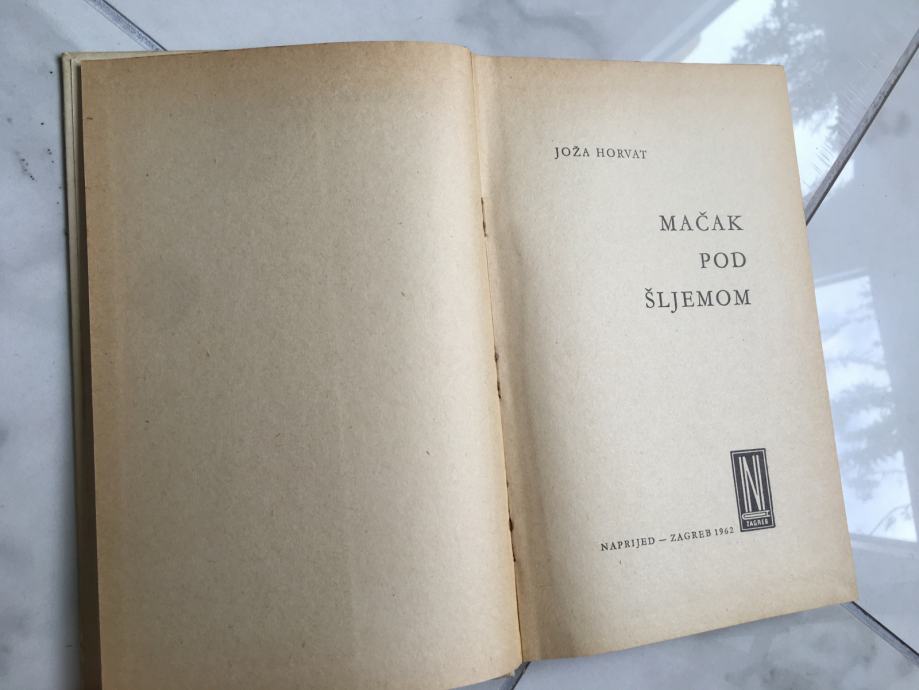 JOŽA HORVAT
MAČAK
POD
ŠLJEMOM
N
ZAGREB
NAPRIJED — ZAGREB 1962